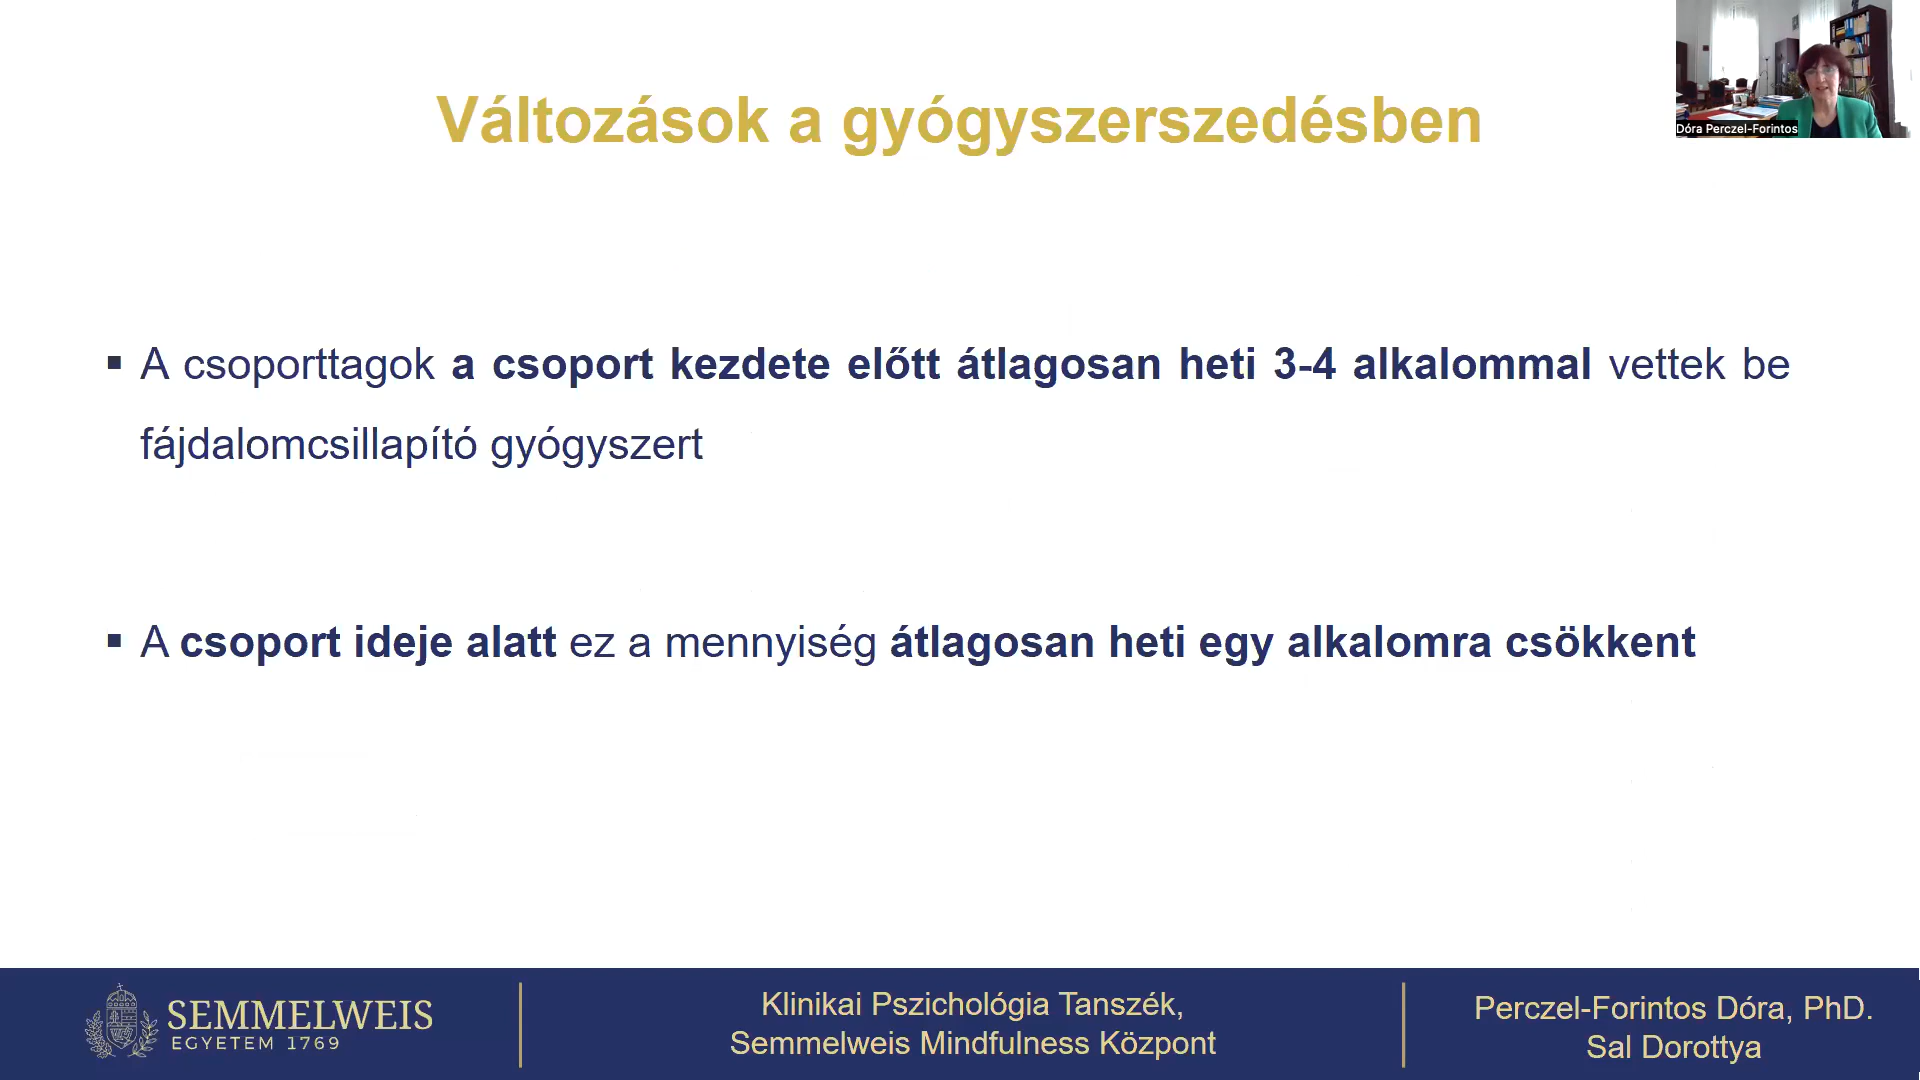 Változások a gyógyszerszedésben
Dóra Perczel-Forintos
▪ A csoporttagok a csoport kezdete előtt átlagosan heti 3-4 alkalommal vettek be
fájdalomcsillapító gyógyszert
▪ A csoport ideje alatt ez a mennyiség átlagosan heti egy alkalomra csökkent
SEMMELWEIS
EGYETEM 1769
Klinikai Pszichológia Tanszék,
Semmelweis Mindfulness Központ
Perczel-Forintos Dóra, PhD.
Sal Dorottya